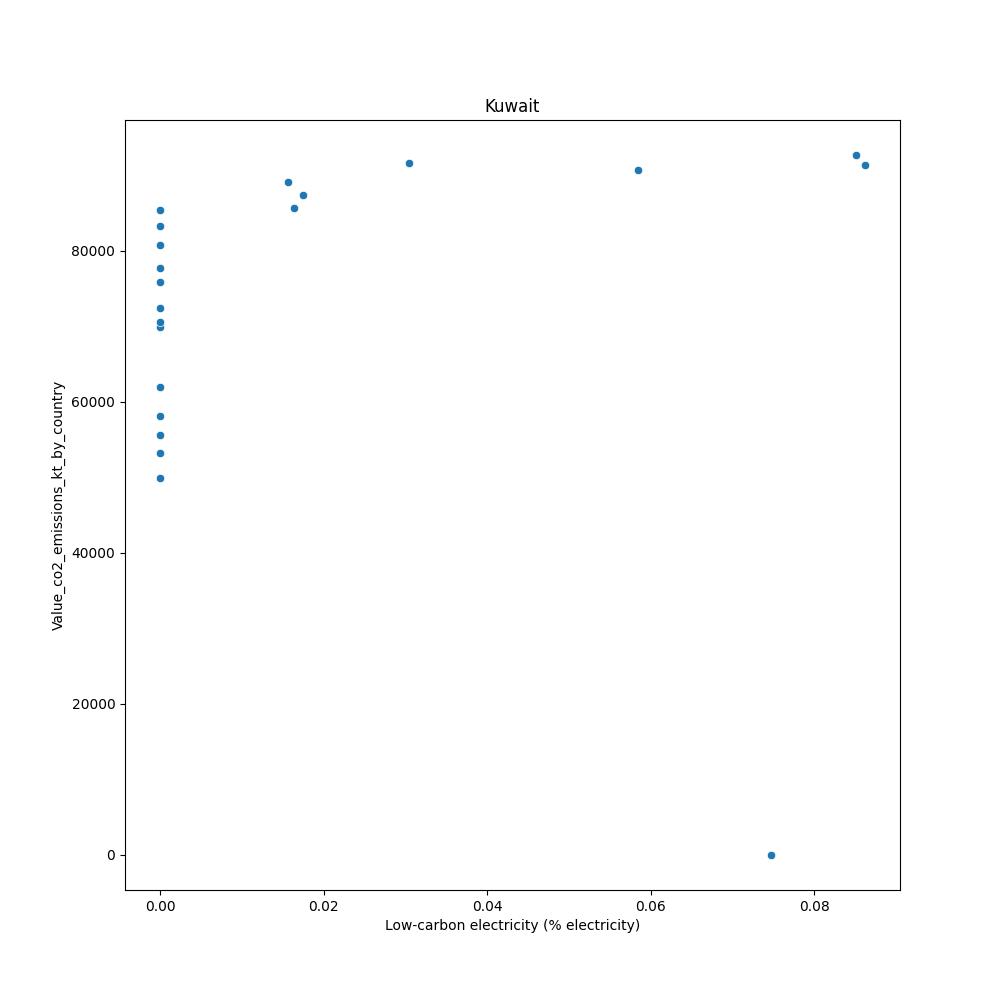 Kuwait
Value_co2_emissions_kt_by_country
80000
60000
40000
20000
0
0.00 0.02 0.04 0.06 0.08
Low-carbon electricity (% electricity)